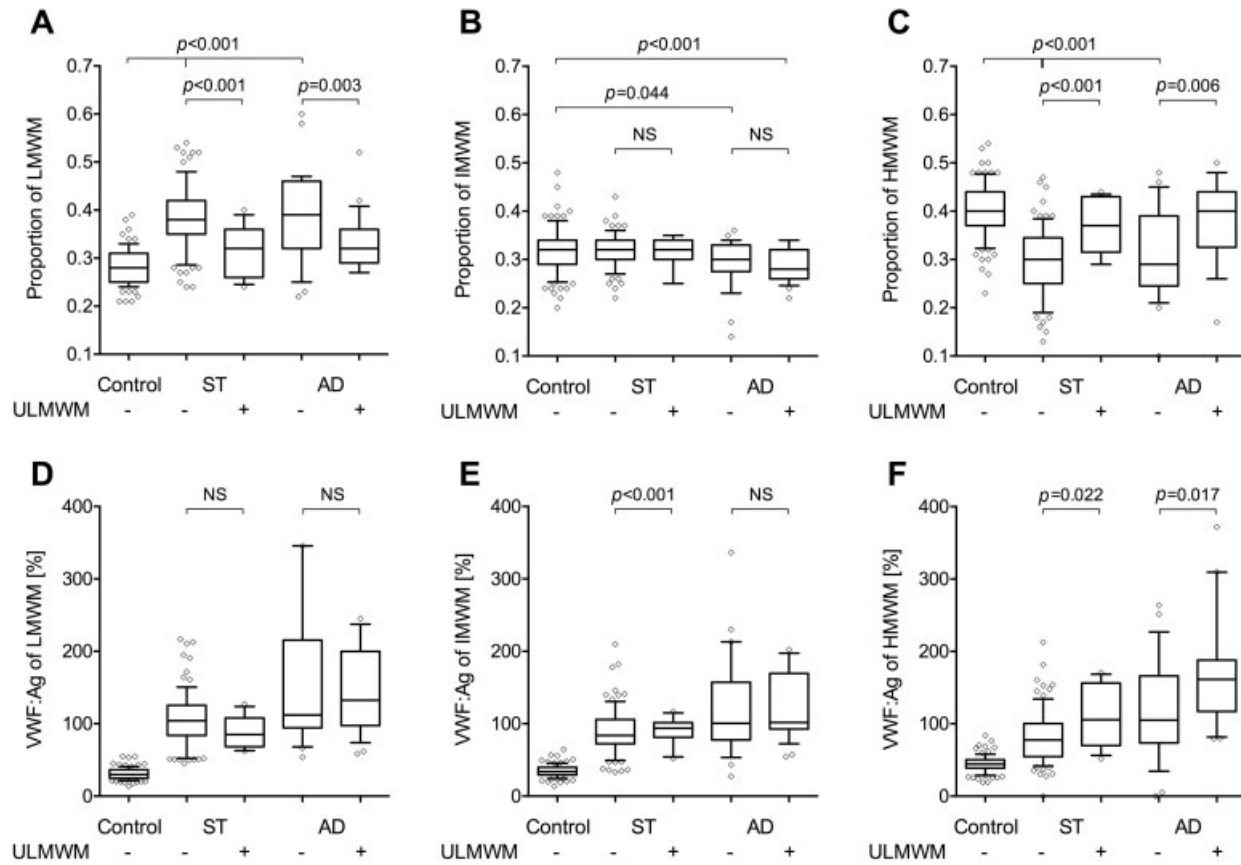 A B C
p<0.001 p<0.001 p<0.001
p<0.001 p=0.003 p=0.044 p<0.001 p=0.006
NS NS
Proportion of LMWM
0.7
0.6
0.5
0.4
0.3
0.2
0.1
Proportion of IMWM
0.7
0.6
0.5
0.4
0.3
0.2
0.1
Proportion of HMWM
0.7
0.6
0.5
0.4
0.3
0.2
0.1
Control ST AD Control ST AD Control ST AD
ULMWM - - + - + ULMWM - - + - + ULMWM - - + - +
D E F
NS NS p<0.001 NS p=0.022 p=0.017
VWF:Ag of LMWM [%]
400
300
200
100
0
VWF:Ag of IMWM [%]
400
300
200
100
0
VWF:Ag of HMWM [%]
400
300
200
100
0
Control ST AD Control ST AD Control ST AD
ULMWM - - + - + ULMWM - - + - + ULMWM - - + - +